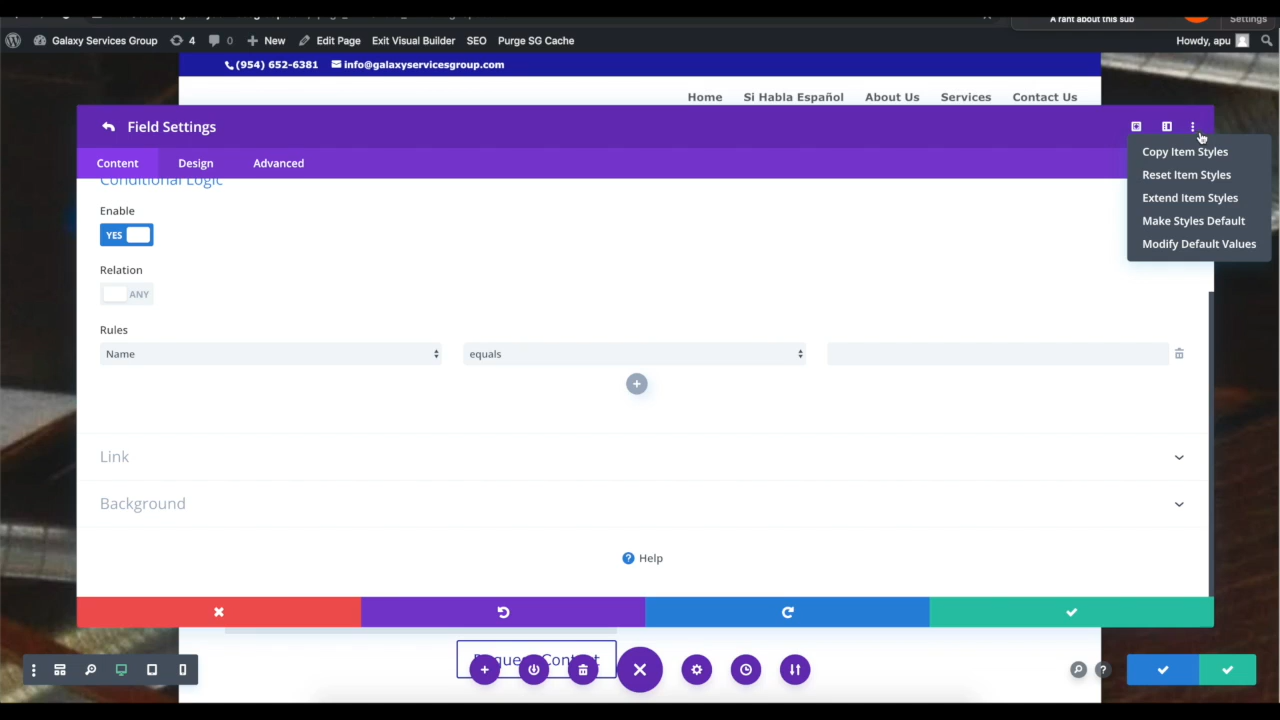 A rant about this sub
Settings
Galaxy Services Group
4
0
New
Edit Page
Exit Visual Builder
SEO
Purge SG Cache
Howdy, apu
(954) 652-6381
info@galaxyservicesgroup.com
Home
Si Habla Español
About Us
Services
Contact Us
Field Settings
Content
Design
Advanced
Copy Item Styles
Reset Item Styles
Extend Item Styles
Make Styles Default
Modify Default Values
Conditional Logic
Enable
YES
Relation
ANY
Rules
Name
equals
Link
Background
? Help
?